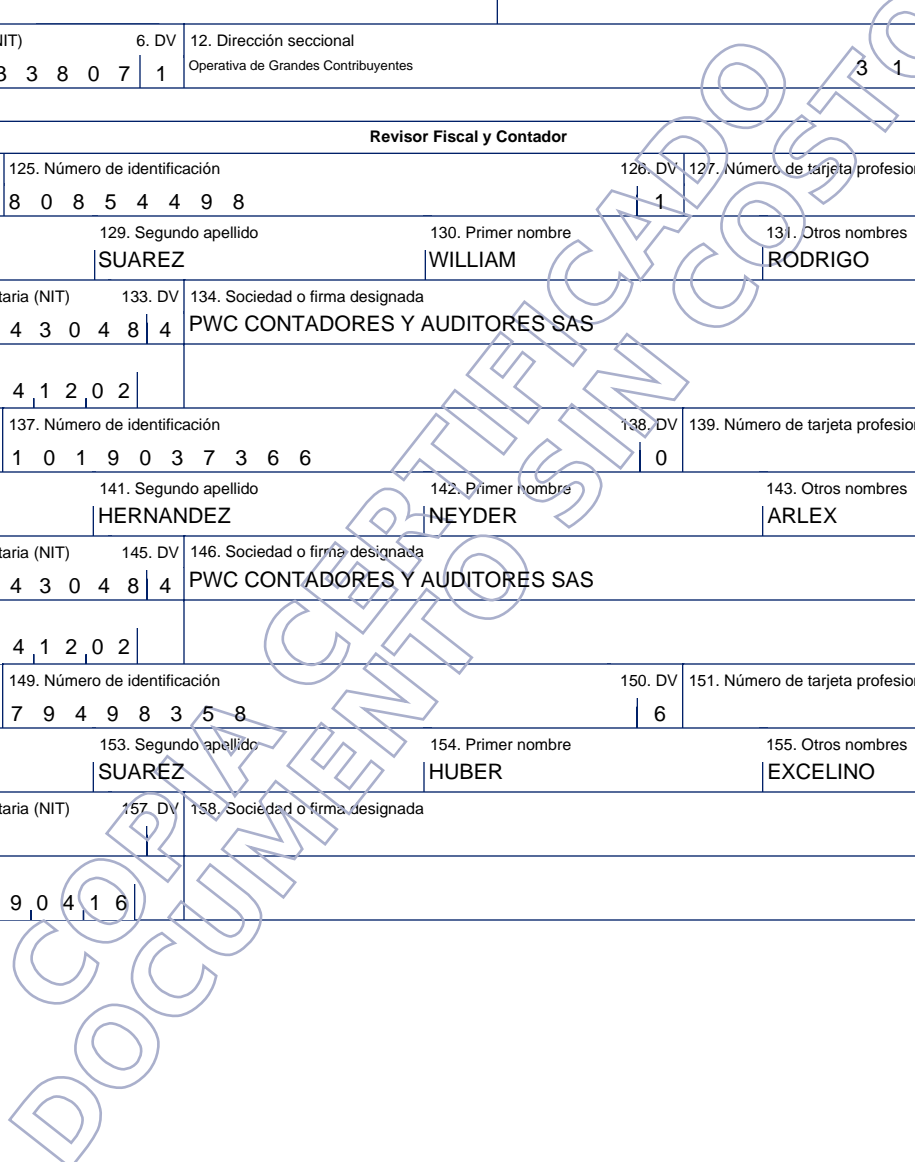 IIT) 6. DV 12. Dirección seccional
3 3 8 0 7 1 Operativa de Grandes Contribuyentes 3 1
Revisor Fiscal y Contador
125. Número de identificación 126. DV 127. Número de tarjeta profesion
8 0 8 5 4 4 9 8 1
129. Segundo apellido 130. Primer nombre 131. Otros nombres
SUAREZ WILLIAM RODRIGO
taria (NIT) 133. DV 134. Sociedad o firma designada
4 3 0 4 8 4 PWC CONTADORES Y AUDITORES SAS
4 1 2 0 2
137. Número de identificación 138. DV 139. Número de tarjeta profesion
1 0 1 9 0 3 7 3 6 6 0
141. Segundo apellido 142. Primer nombre 143. Otros nombres
HERNANDEZ NEYDER ARLEX
taria (NIT) 145. DV 146. Sociedad o firma designada
4 3 0 4 8 4 PWC CONTADORES Y AUDITORES SAS
4 1 2 0 2
149. Número de identificación 150. DV 151. Número de tarjeta profesion
7 9 4 9 8 3 5 8 6
153. Segundo apellido 154. Primer nombre 155. Otros nombres
SUAREZ HUBER EXCELINO
taria (NIT) 157. DV 158. Sociedad o firma designada
9 0 4 1 6
COPIA CERTIFICADO
DOCUMENTO SIN COSTO